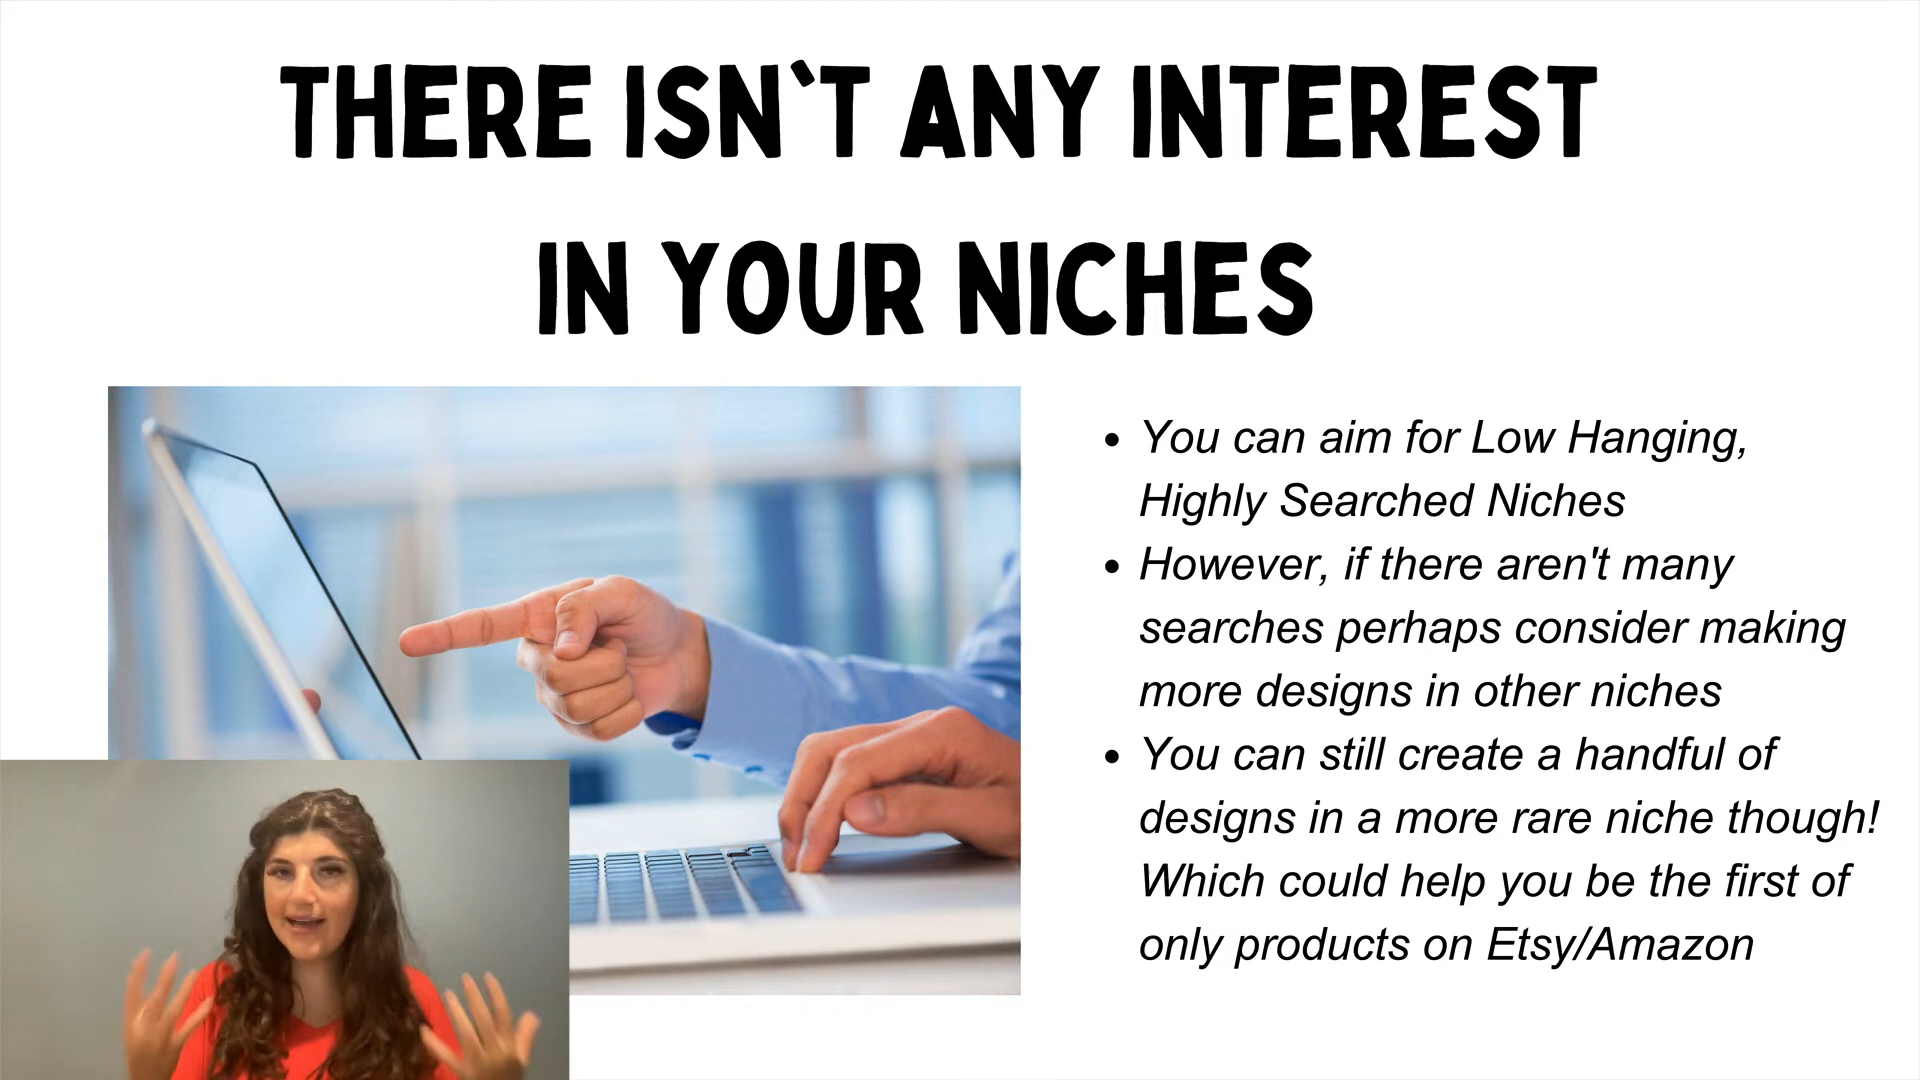 THERE ISN'T ANY INTEREST
IN YOUR NICHES
• You can aim for Low Hanging,
Highly Searched Niches
• However, if there aren't many
searches perhaps consider making
more designs in other niches
• You can still create a handful of
designs in a more rare niche though!
Which could help you be the first of
only products on Etsy/Amazon